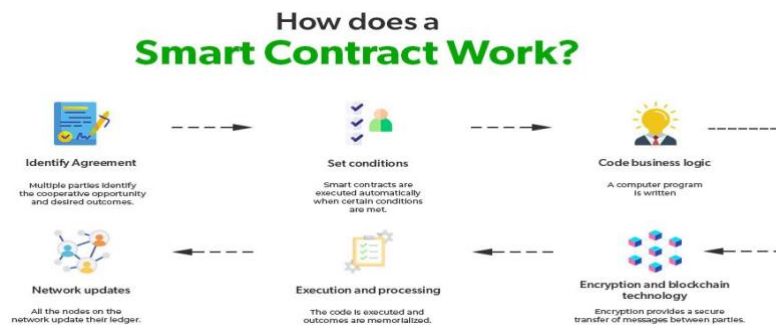 How does a
Smart Contract Work?
Identify Agreement
Multiple parties identify
the cooperative opportunity
and desired outcomes.
Set conditions
Smart contracts are
executed automatically
when certain conditions
are met.
Code business logic
A computer program
is written
Network updates
All the nodes on the
network update their ledger.
Execution and processing
The code is executed and
outcomes are memorialized.
Encryption and blockchain
technology
Encryption provides a secure
transfer of messages between parties.